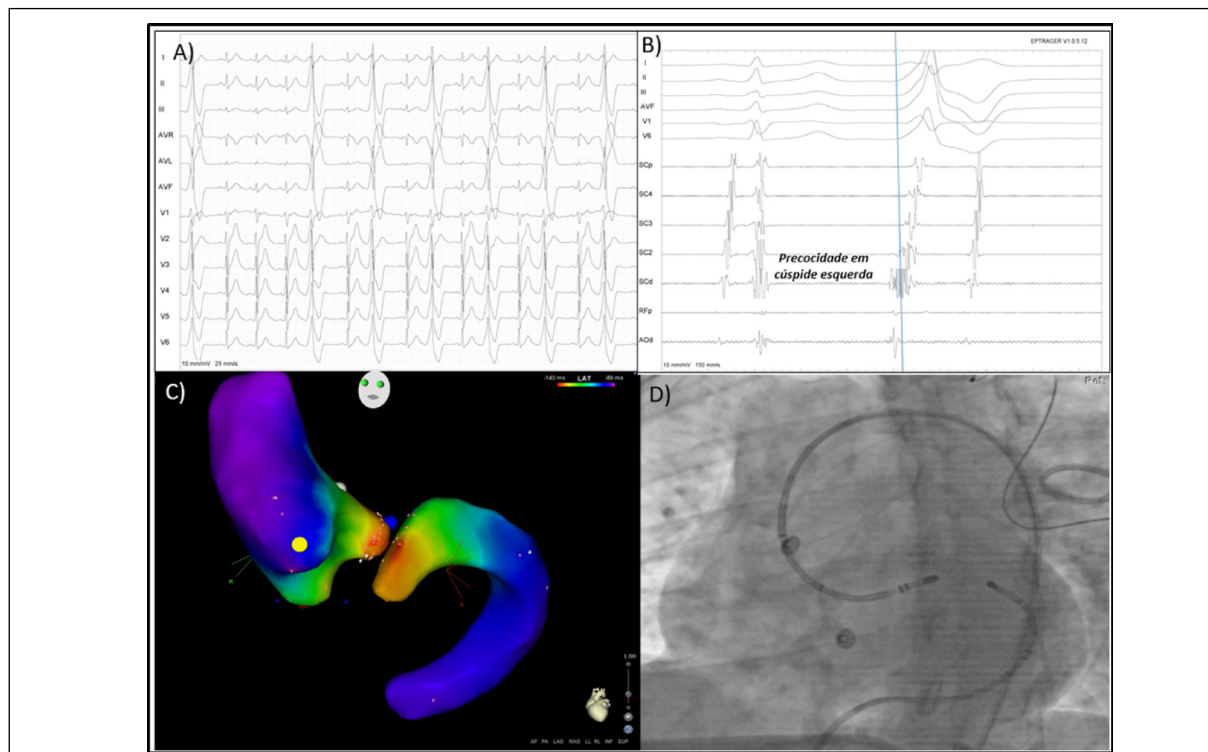 A)
I
II
III
AVR
AVL
AVF
V1
V2
V3
V4
V5
V6
10 mm/mV 25 mm/s
B)
EPTRACER V1.0.5.12
I
II
III
AVF
V1
V6
SCp
SC4
SC3
SC2
SCd
RFp
AOd
Precocidade em
cúspide esquerda
10 mm/mV 150 mm/s
C)
-140 ms LAT -89 ms
R
1.00
AP PA LAO RAO LL RL INF SUP
D)